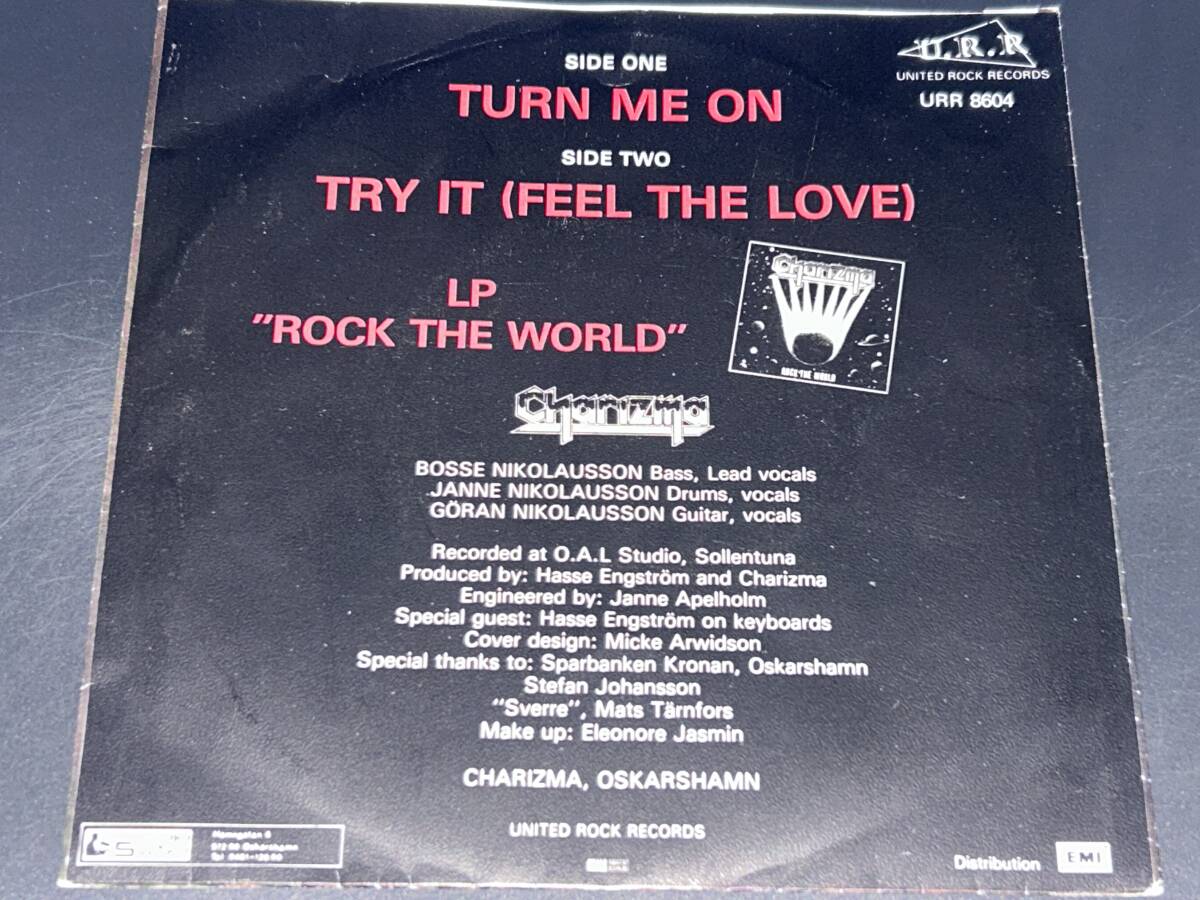 SIDE ONE
U.R.R
UNITED ROCK RECORDS
URR 8604
TURN ME ON
SIDE TWO
TRY IT (FEEL THE LOVE)
LP
"ROCK THE WORLD"
Charizma
ROCK THE WORLD
Charizma
BOSSE NIKOLAUSSON Bass, Lead vocals
JANNE NIKOLAUSSON Drums, vocals
GÖRAN NIKOLAUSSON Guitar, vocals
Recorded at O.A.L Studio, Sollentuna
Produced by: Hasse Engström and Charizma
Engineered by: Janne Apelholm
Special guest: Hasse Engström on keyboards
Cover design: Micke Arwidson
Special thanks to: Sparbanken Kronan, Oskarshamn
Stefan Johansson
"Sverre", Mats Tärnfors
Make up: Eleonore Jasmin
CHARIZMA, OSKARSHAMN
UNITED ROCK RECORDS
Oskarshamn
Tel
Distribution EMI